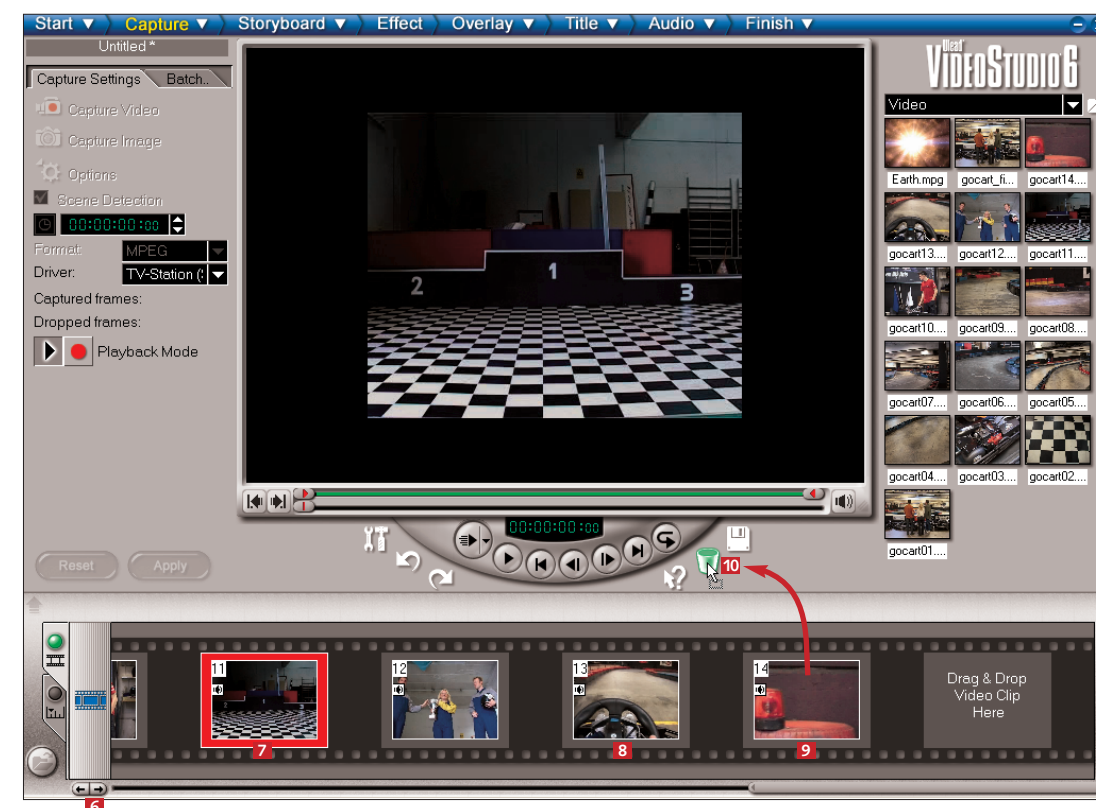 Start ▼ Capture ▼ Storyboard ▼ Effect Overlay ▼ Title ▼ Audio ▼ Finish ▼
Untitled *
Capture Settings Batch..
Capture Video
Capture Image
Options
Scene Detection
00:00:00:00
Format: MPEG
Driver: TV-Station (
Captured frames:
Dropped frames:
Playback Mode
Reset Apply
2 1 3
00:00:00:00
10
Ulead
VIDEOSTUDIO 6
Video
Earth.mpg gocart_fi... gocart14....
gocart13.... gocart12.... gocart11....
gocart10.... gocart09.... gocart08....
gocart07.... gocart06.... gocart05....
gocart04.... gocart03.... gocart02....
gocart01....
11 12 13 14
Drag & Drop
Video Clip
Here
7 8 9
6